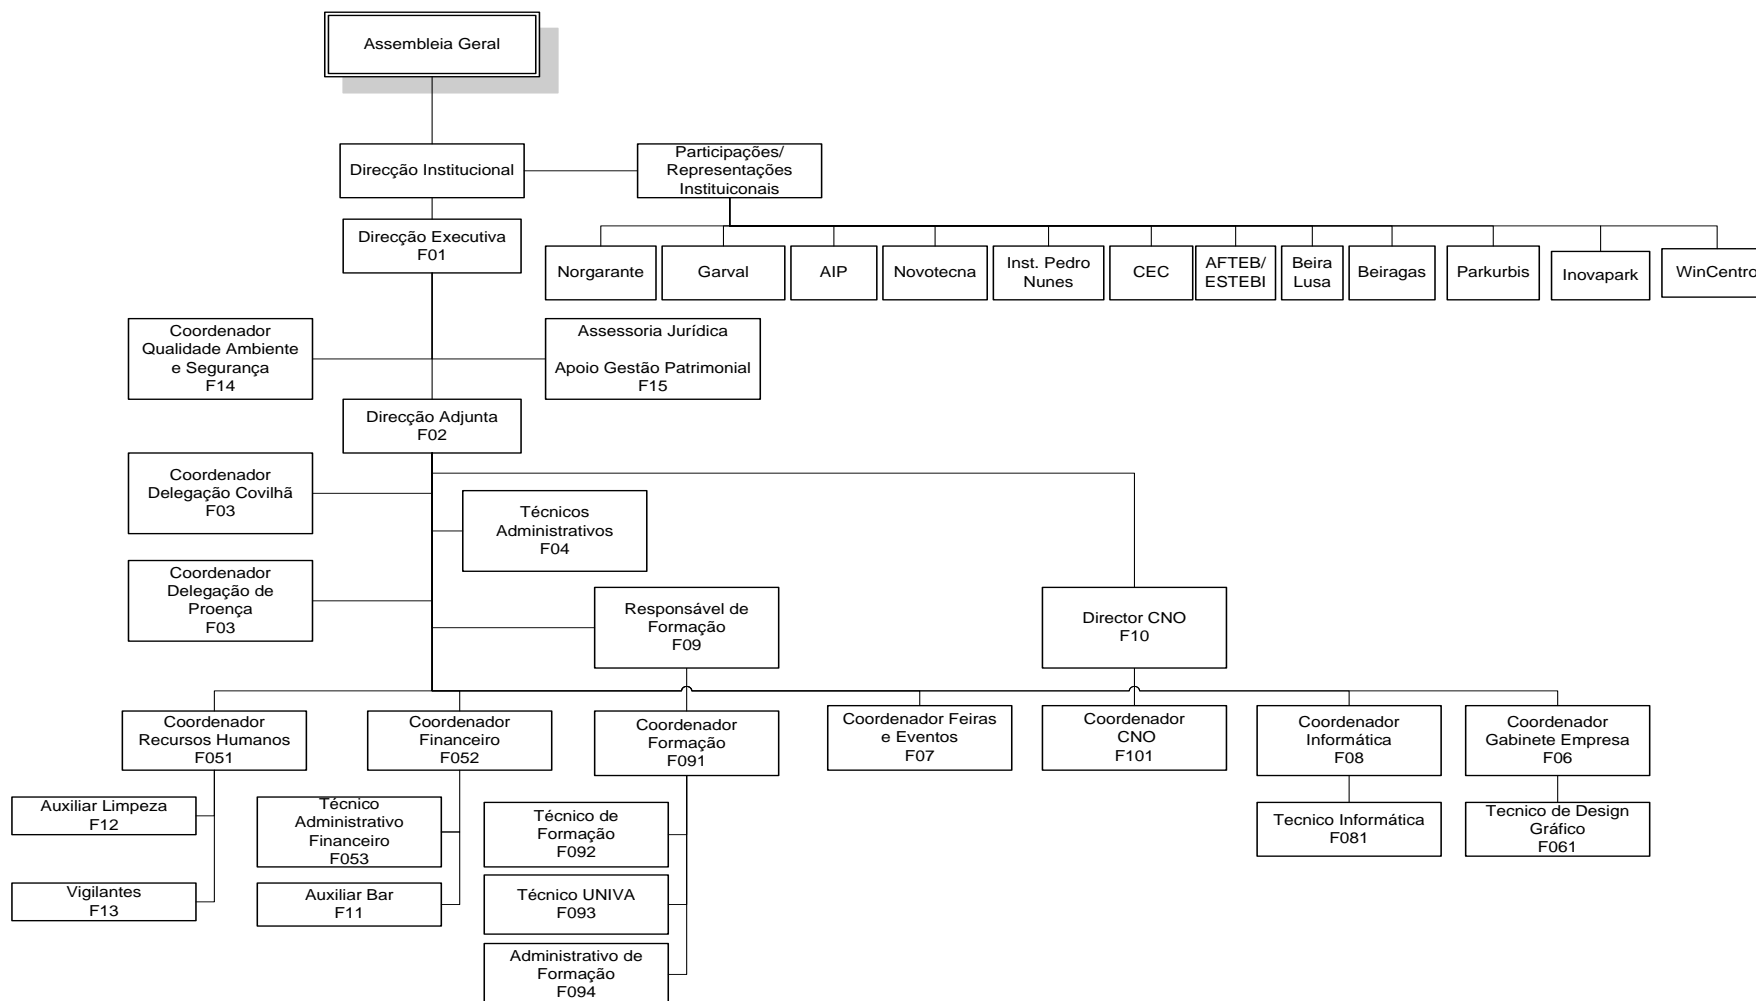 Assembleia Geral
Direcção Institucional
Participações/
Representações
Instituiconais
Direcção Executiva
F01
Norgarante
Garval
AIP
Novotecna
Inst. Pedro
Nunes
CEC
AFTEB/
ESTEBI
Beira
Lusa
Beiragas
Parkurbis
Inovapark
WinCentro
Coordenador
Qualidade Ambiente
e Segurança
F14
Assessoria Jurídica
Apoio Gestão Patrimonial
F15
Direcção Adjunta
F02
Coordenador
Delegação Covilhã
F03
Técnicos
Administrativos
F04
Coordenador
Delegação de
Proença
F03
Responsável de
Formação
F09
Director CNO
F10
Coordenador
Recursos Humanos
F051
Coordenador
Financeiro
F052
Coordenador
Formação
F091
Coordenador Feiras
e Eventos
F07
Coordenador
CNO
F101
Coordenador
Informática
F08
Coordenador
Gabinete Empresa
F06
Auxiliar Limpeza
F12
Técnico
Administrativo
Financeiro
F053
Técnico de
Formação
F092
Tecnico Informática
F081
Tecnico de Design
Gráfico
F061
Vigilantes
F13
Auxiliar Bar
F11
Técnico UNIVA
F093
Administrativo de
Formação
F094